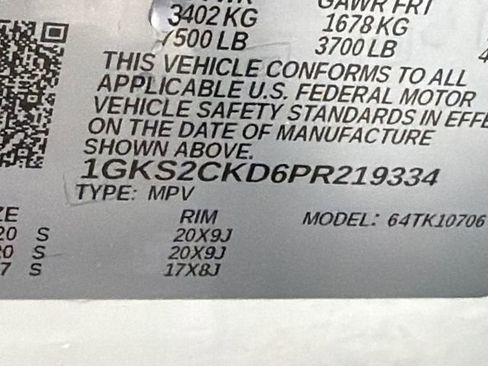 3402 KG
GAWR FRT
1678 KG
7500 LB
3700 LB
THIS VEHICLE CONFORMS TO ALL
APPLICABLE U.S. FEDERAL MOTOR
VEHICLE SAFETY STANDARDS IN EFFE
ON THE DATE OF MANUFACTURE
SHOWN ABOVE.
1GKS2CKD6PR219334
TYPE: MPV
ZE RIM MODEL: 64TK10706
20 S 20X9J
20 S 20X9J
7 S 17X8J